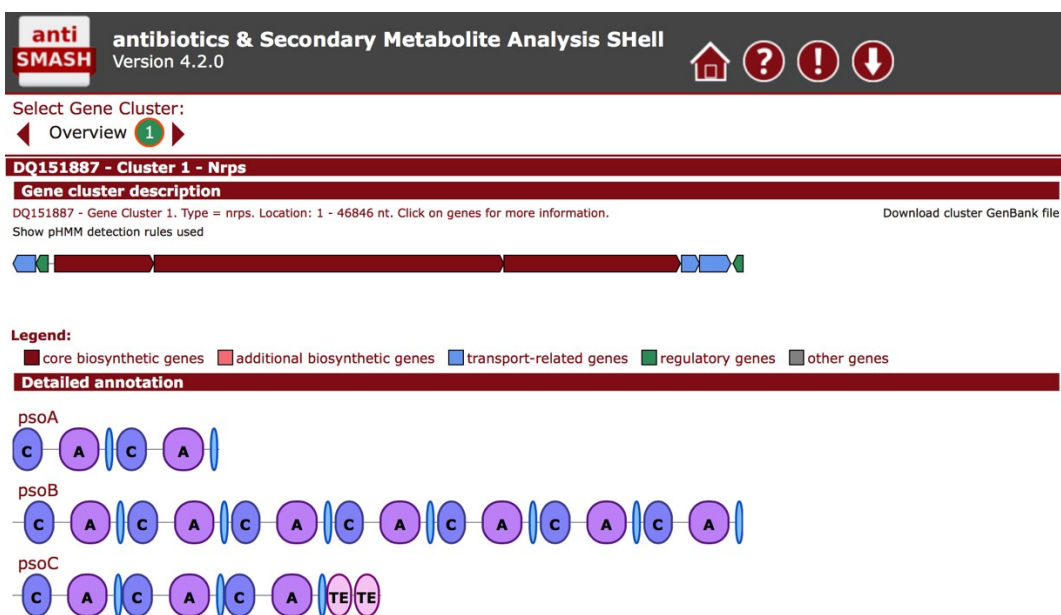 anti
SMASH
antibiotics & Secondary Metabolite Analysis SHell
Version 4.2.0
? !
Select Gene Cluster:
Overview 1
DQ151887 - Cluster 1 - Nrps
Gene cluster description
DQ151887 - Gene Cluster 1. Type = nrps. Location: 1 - 46846 nt. Click on genes for more information. Download cluster GenBank file
Show pHMM detection rules used
Legend:
core biosynthetic genes additional biosynthetic genes transport-related genes regulatory genes other genes
Detailed annotation
psoA
C A C A
psoB
C A C A C A C A C A C A C A
psoC
C A C A C A TE TE